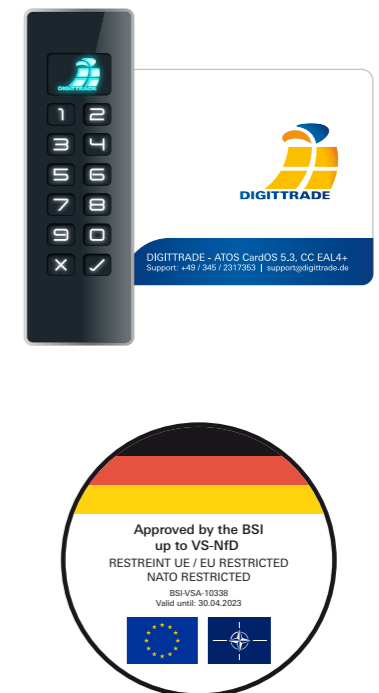 DIGITTRADE
1 2
3 4
5 6
7 8
9 0
DIGITTRADE
DIGITTRADE - ATOS CardOS 5.3, CC EAL4+
Support: +49 / 345 / 2317353 | support@digittrade.de
Approved by the BSI
up to VS-NfD
RESTREINT UE / EU RESTRICTED
NATO RESTRICTED
BSI-VSA-10338
Valid until: 30.04.2023